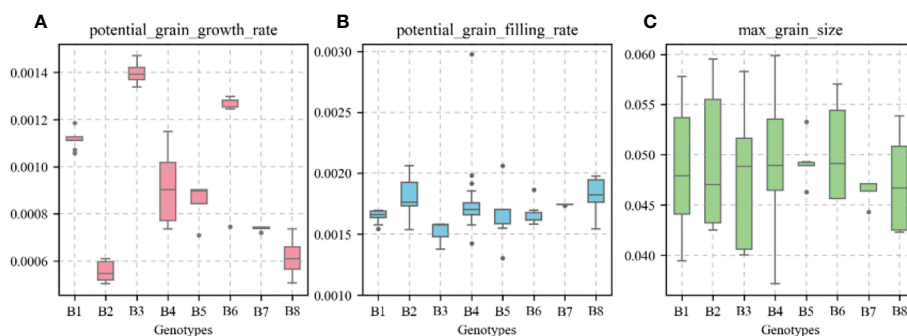 A
potential_grain_growth_rate
0.0014
0.0012
0.0010
0.0008
0.0006
B1 B2 B3 B4 B5 B6 B7 B8
Genotypes
B
potential_grain_filling_rate
0.0030
0.0025
0.0020
0.0015
0.0010
B1 B2 B3 B4 B5 B6 B7 B8
Genotypes
C
max_grain_size
0.060
0.055
0.050
0.045
0.040
B1 B2 B3 B4 B5 B6 B7 B8
Genotypes